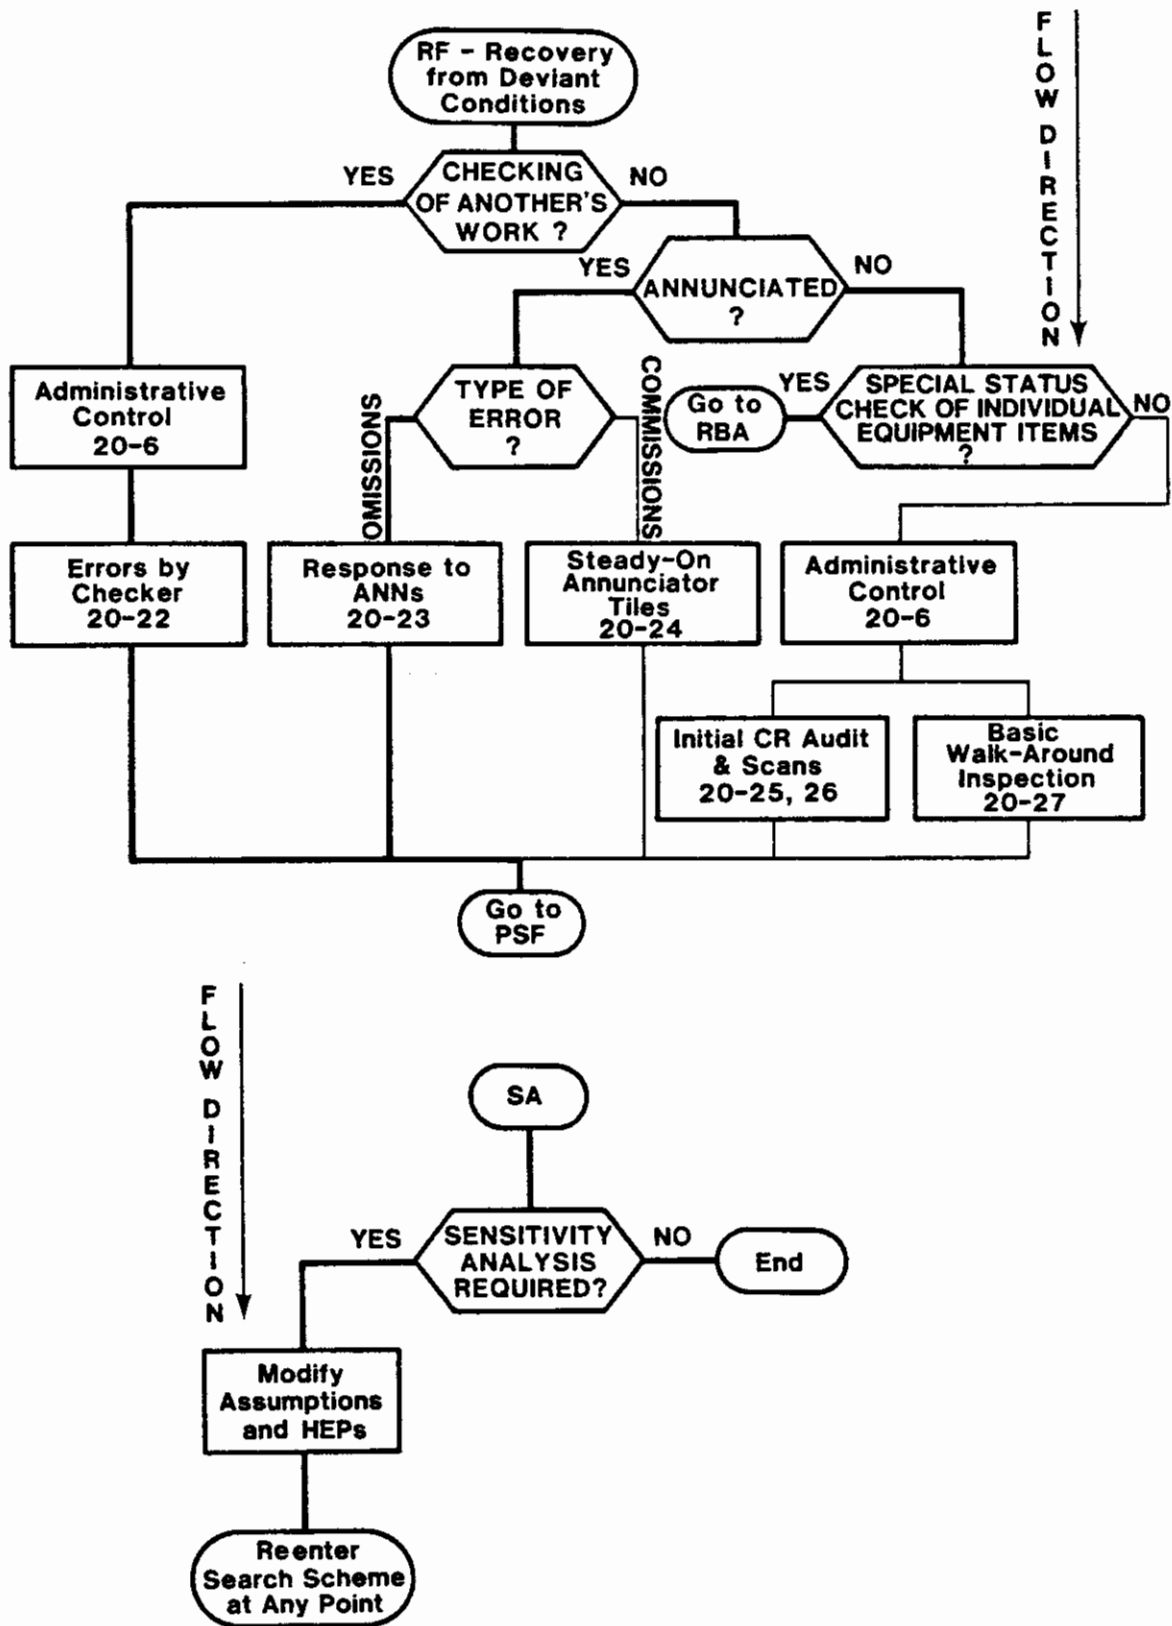 RF - Recovery
from Deviant
Conditions
FLOW DIRECTION
YES
CHECKING
OF ANOTHER'S
WORK ?
NO
YES
ANNUNCIATED
?
NO
Administrative
Control
20-6
OMISSIONS
TYPE OF
ERROR
?
COMMISSIONS
Go to
RBA
YES
SPECIAL STATUS
CHECK OF INDIVIDUAL
EQUIPMENT ITEMS
?
NO
Errors by
Checker
20-22
Response to
ANNs
20-23
Steady-On
Annunciator
Tiles
20-24
Administrative
Control
20-6
Initial CR Audit
& Scans
20-25, 26
Basic
Walk-Around
Inspection
20-27
Go to
PSF
FLOW DIRECTION
SA
YES
SENSITIVITY
ANALYSIS
REQUIRED?
NO
End
Modify
Assumptions
and HEPs
Reenter
Search Scheme
at Any Point